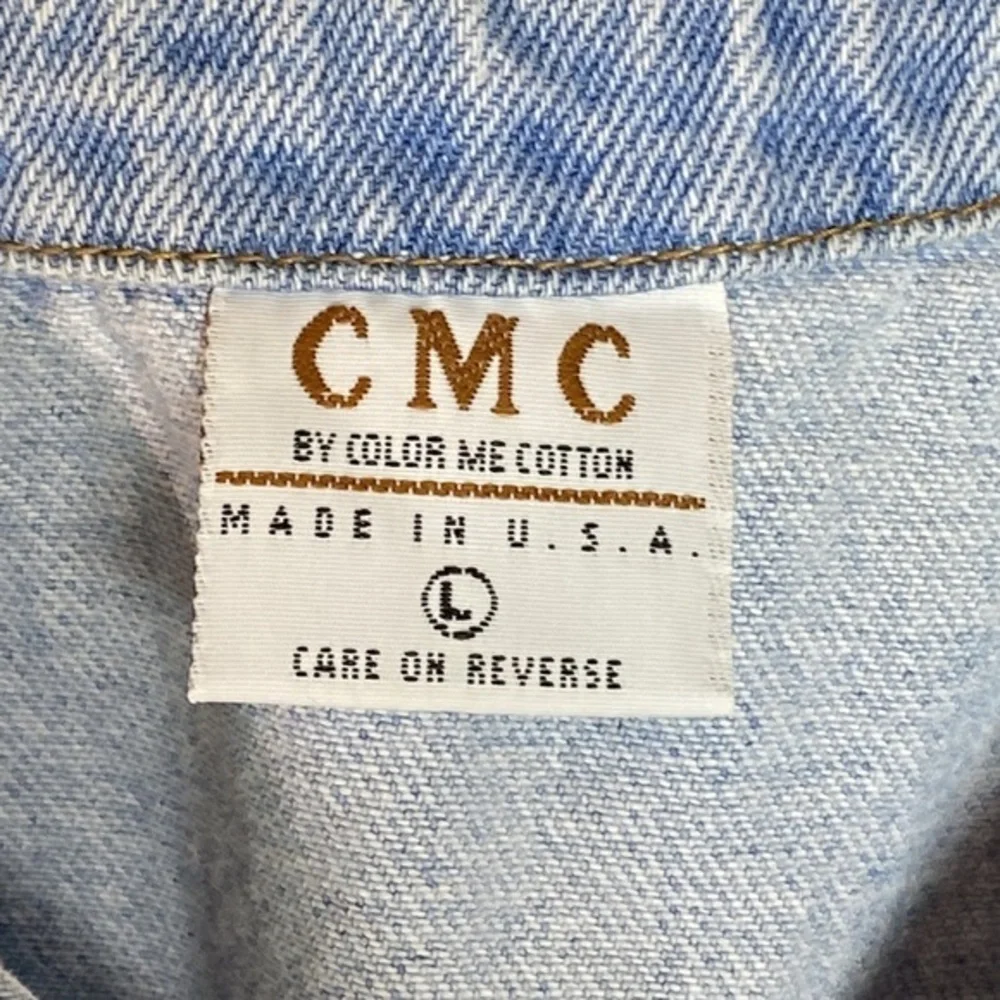 CMC
BY COLOR ME COTTON
MADE IN U.S.A.
L
CARE ON REVERSE